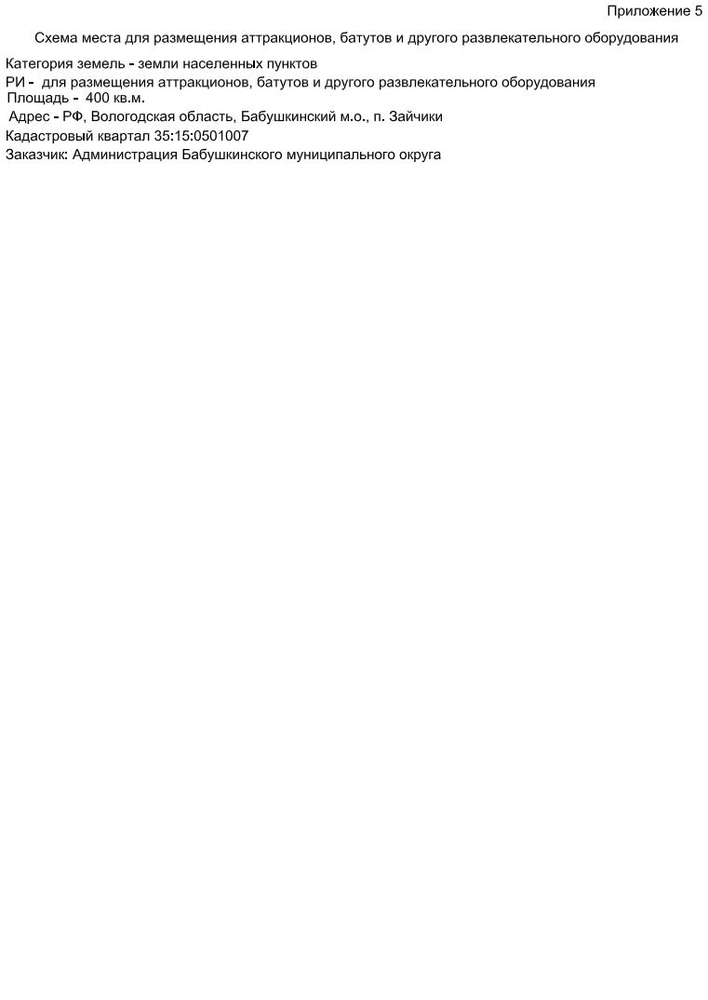 Приложение 5
Схема места для размещения аттракционов, батутов и другого развлекательного оборудования
Категория земель - земли населенных пунктов
РИ - для размещения аттракционов, батутов и другого развлекательного оборудования
Площадь - 400 кв.м.
Адрес - РФ, Вологодская область, Бабушкинский м.о., п. Зайчики
Кадастровый квартал 35:15:0501007
Заказчик: Администрация Бабушкинского муниципального округа